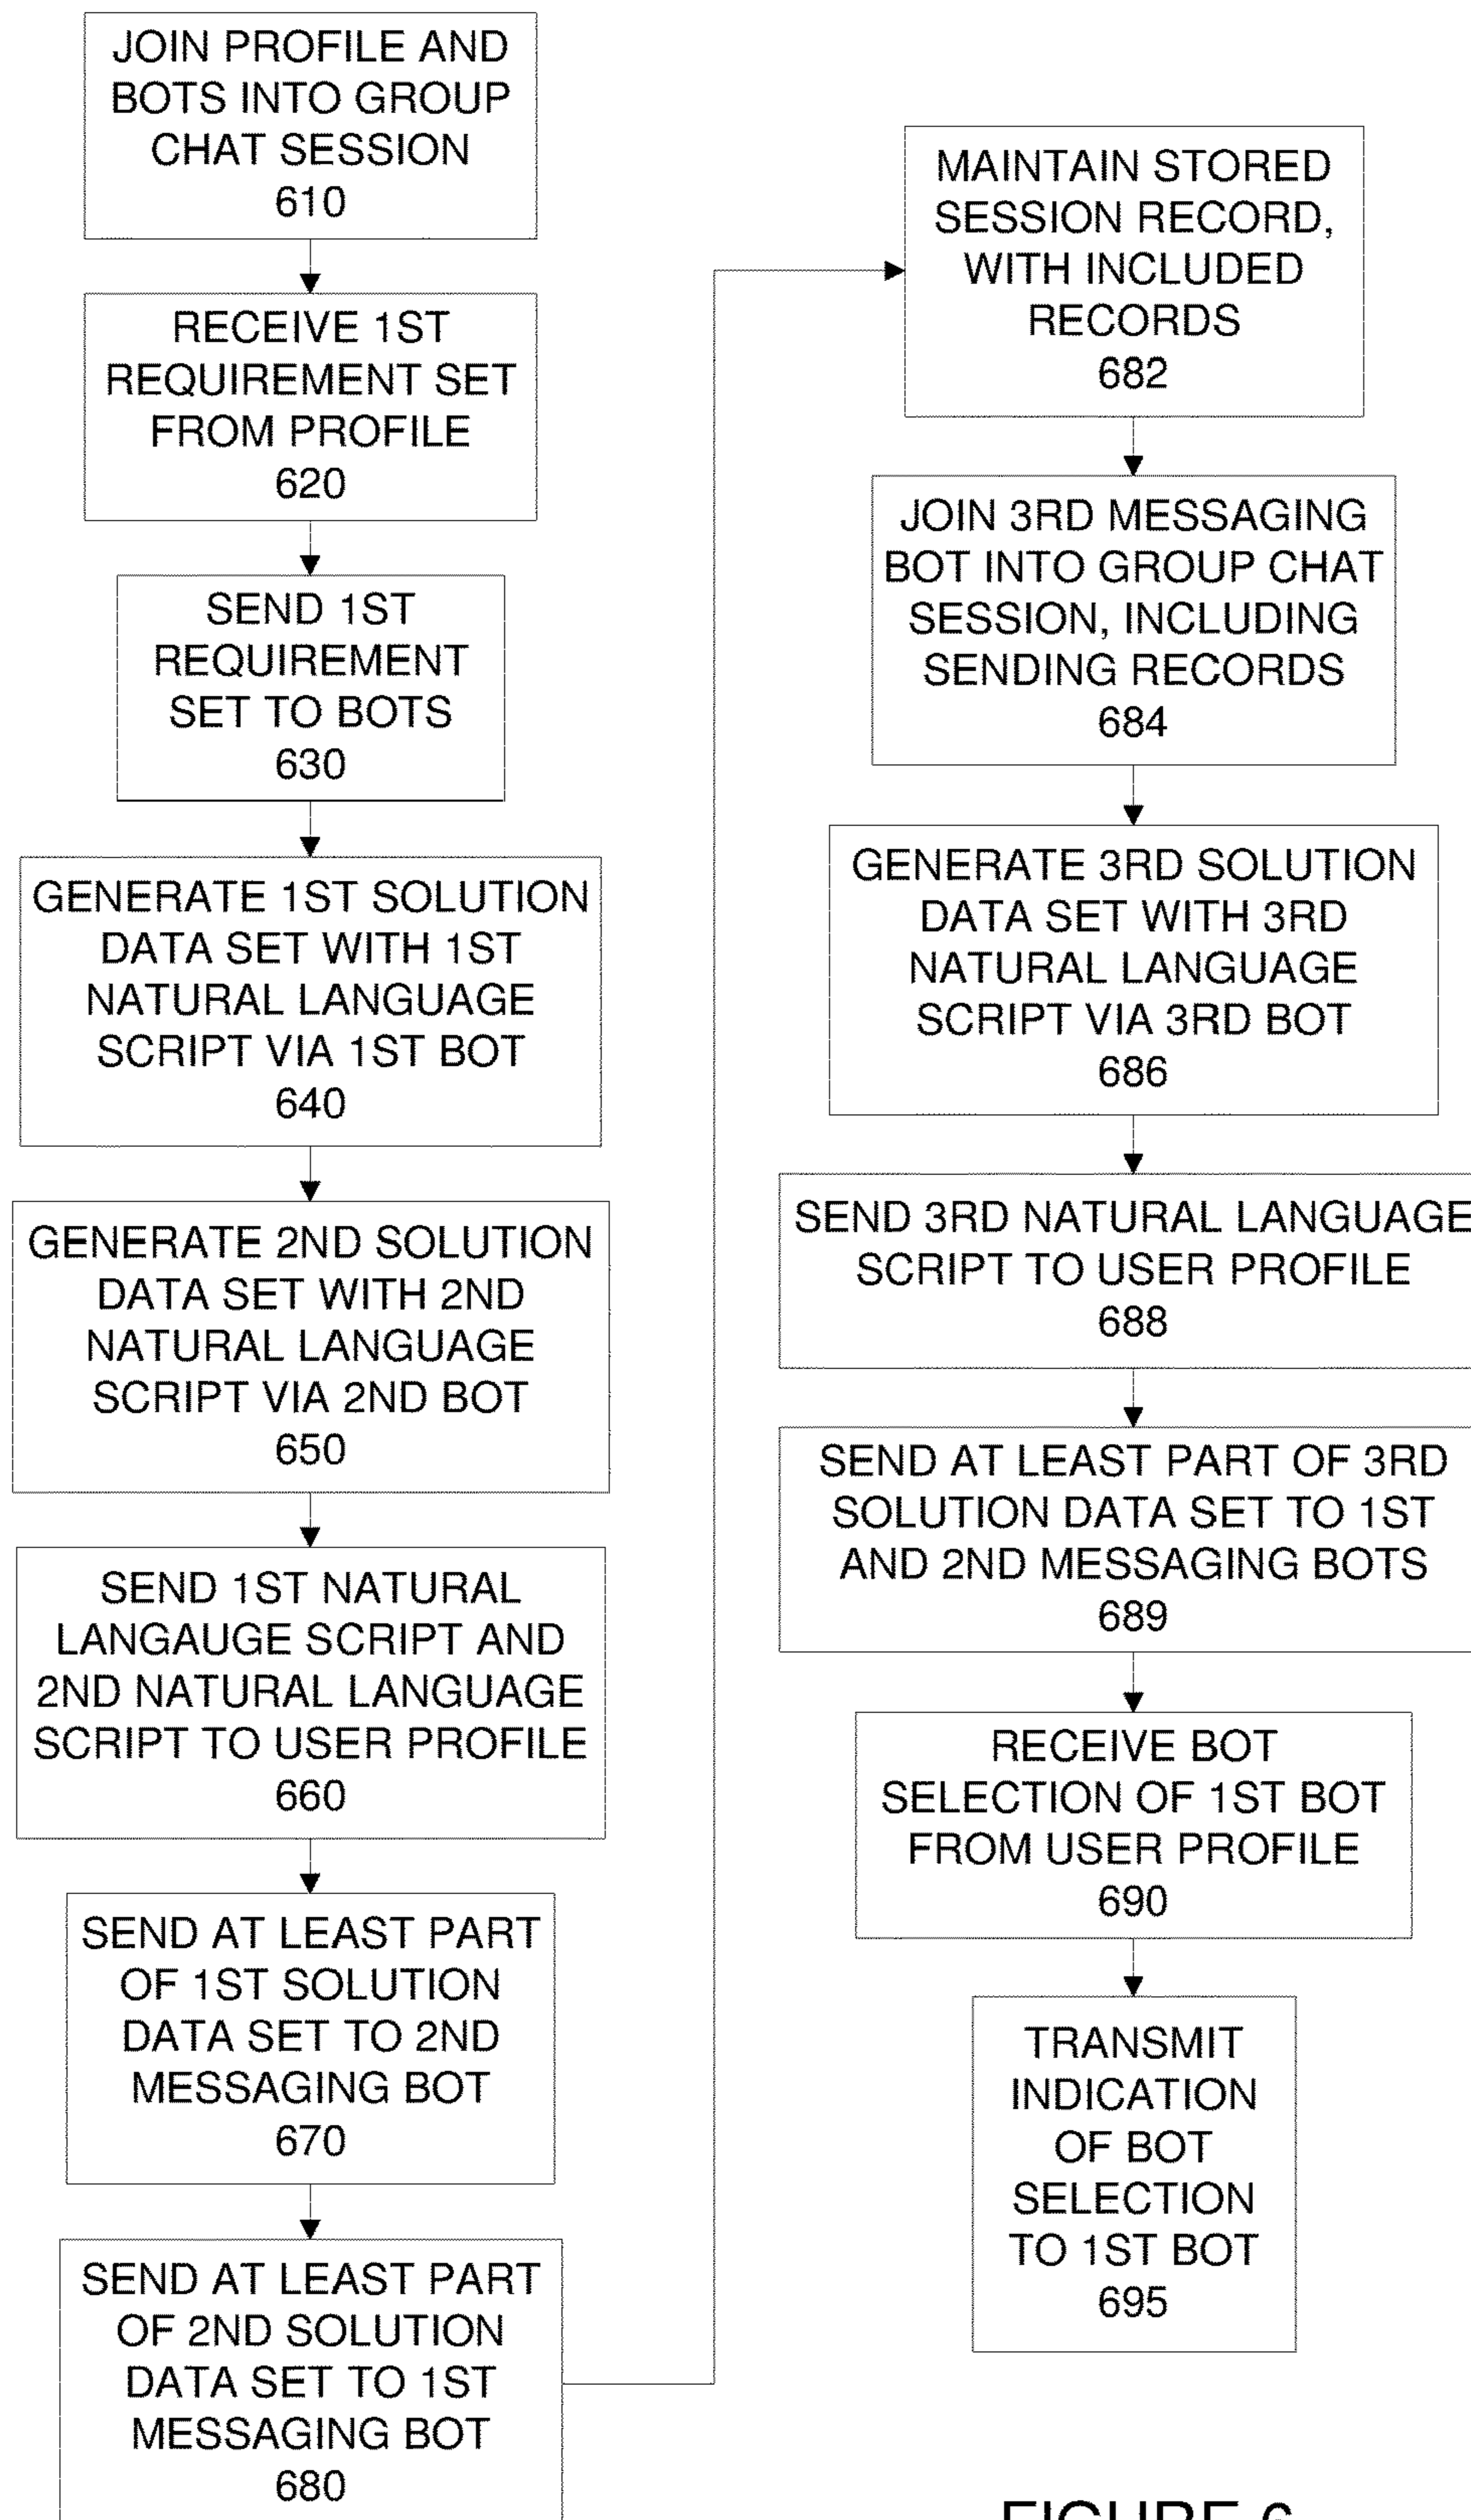 JOIN PROFILE AND
BOTS INTO GROUP
CHAT SESSION
610
RECEIVE 1ST
REQUIREMENT SET
FROM PROFILE
620
SEND 1ST
REQUIREMENT
SET TO BOTS
630
GENERATE 1ST SOLUTION
DATA SET WITH 1ST
NATURAL LANGUAGE
SCRIPT VIA 1ST BOT
640
GENERATE 2ND SOLUTION
DATA SET WITH 2ND
NATURAL LANGUAGE
SCRIPT VIA 2ND BOT
650
SEND 1ST NATURAL
LANGAUGE SCRIPT AND
2ND NATURAL LANGUAGE
SCRIPT TO USER PROFILE
660
SEND AT LEAST PART
OF 1ST SOLUTION
DATA SET TO 2ND
MESSAGING BOT
670
SEND AT LEAST PART
OF 2ND SOLUTION
DATA SET TO 1ST
MESSAGING BOT
680
MAINTAIN STORED
SESSION RECORD,
WITH INCLUDED
RECORDS
682
JOIN 3RD MESSAGING
BOT INTO GROUP CHAT
SESSION, INCLUDING
SENDING RECORDS
684
GENERATE 3RD SOLUTION
DATA SET WITH 3RD
NATURAL LANGUAGE
SCRIPT VIA 3RD BOT
686
SEND 3RD NATURAL LANGUAGE
SCRIPT TO USER PROFILE
688
SEND AT LEAST PART OF 3RD
SOLUTION DATA SET TO 1ST
AND 2ND MESSAGING BOTS
689
RECEIVE BOT
SELECTION OF 1ST BOT
FROM USER PROFILE
690
TRANSMIT
INDICATION
OF BOT
SELECTION
TO 1ST BOT
695
FIGURE 6